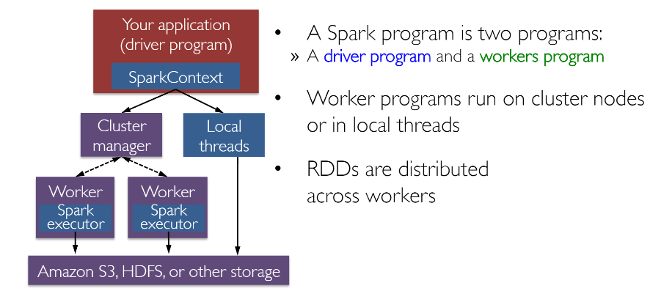 Your application
(driver program)
SparkContext
Cluster
manager
Local
threads
Worker
Spark
executor
Worker
Spark
executor
Amazon S3, HDFS, or other storage
• A Spark program is two programs:
» A driver program and a workers program
• Worker programs run on cluster nodes
or in local threads
• RDDs are distributed
across workers